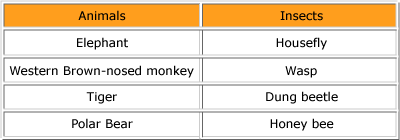 Animals Insects
Elephant Housefly
Western Brown-nosed monkey Wasp
Tiger Dung beetle
Polar Bear Honey bee